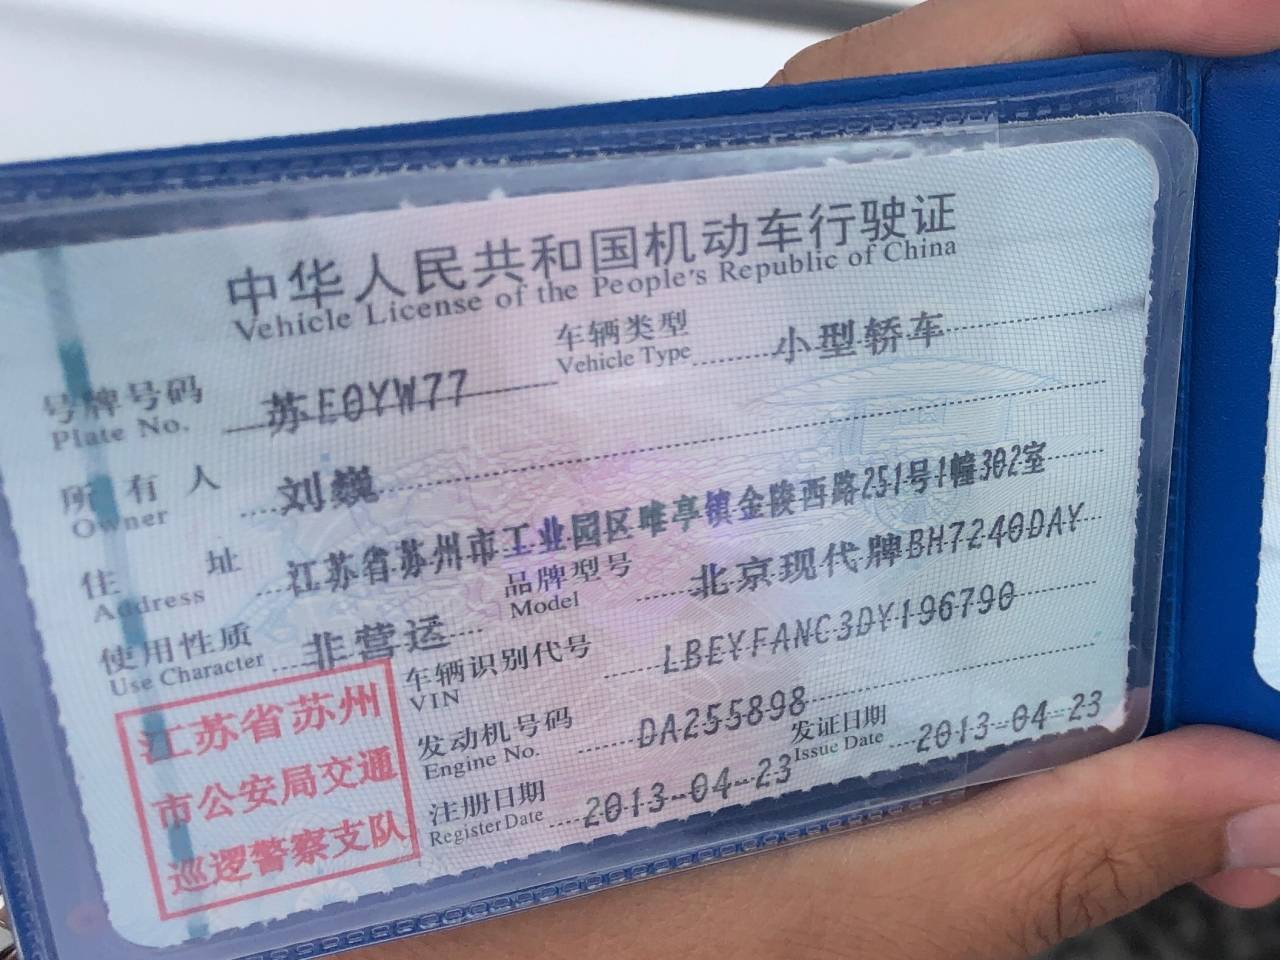 中华人民共和国机动车行驶证
Vehicle License of the People's Republic of China
号牌号码 苏E0YW77 车辆类型 小型轿车
Plate No. Vehicle Type
所有人 刘巍
Owner
住址 江苏省苏州市工业园区唯亭镇金陵西路251号1幢302室
Address
使用性质 非营运 品牌型号 北京现代牌BH7240DAY
Use Character Model
车辆识别代号 LBEYFANC3DY196790
VIN
发动机号码 DA255898 发证日期 2013-04-23
Engine No. Issue Date
注册日期 2013-04-23
Register Date
江苏省苏州
市公安局交通
巡逻警察支队